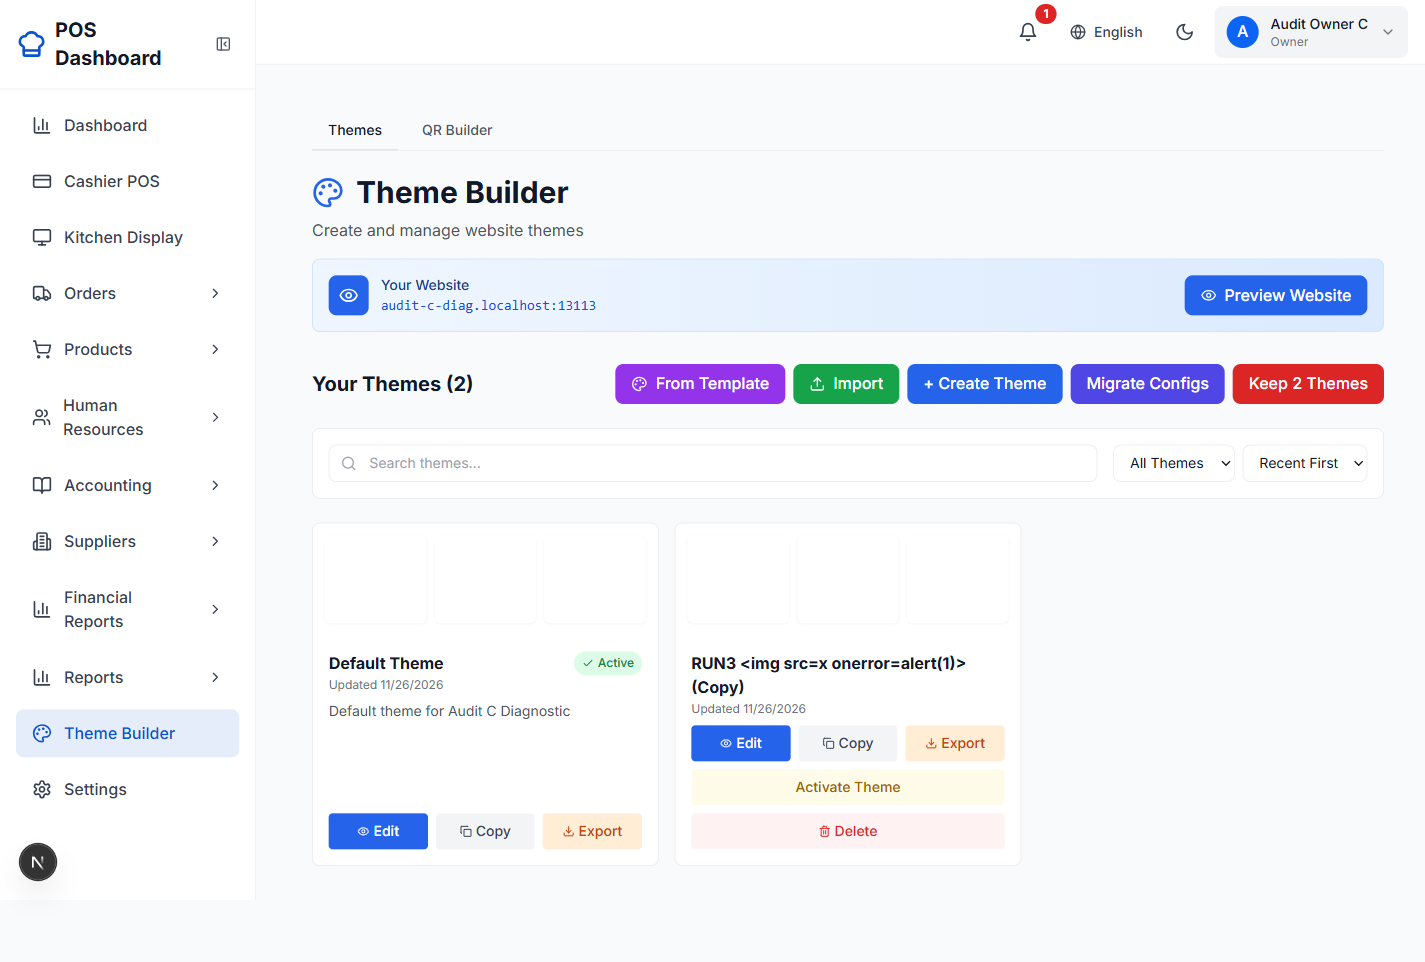 POS
Dashboard
1
English
A
Audit Owner C
Owner
Dashboard
Cashier POS
Kitchen Display
Orders
Products
Human
Resources
Accounting
Suppliers
Financial
Reports
Reports
Theme Builder
Settings
N
Themes
QR Builder
Theme Builder
Create and manage website themes
Your Website
audit-c-diag.localhost:13113
Preview Website
Your Themes (2)
From Template
Import
+ Create Theme
Migrate Configs
Keep 2 Themes
Search themes...
All Themes
Recent First
Default Theme
Active
Updated 11/26/2026
Default theme for Audit C Diagnostic
Edit
Copy
Export
RUN3 <img src=x onerror=alert(1)>
(Copy)
Updated 11/26/2026
Edit
Copy
Export
Activate Theme
Delete